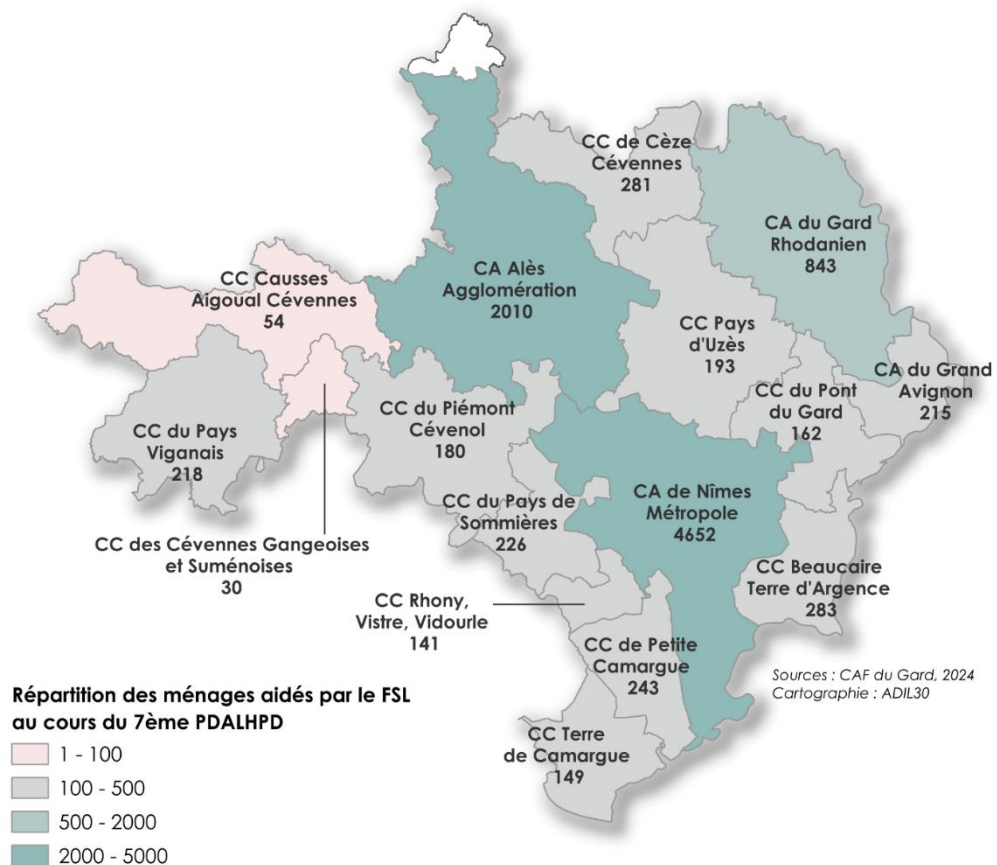 CC de Cèze
Cévennes
281
CA du Gard
Rhodanien
843
CC Causses
Aigoual Cévennes
54
CA Alès
Agglomération
2010
CC Pays
d'Uzès
193
CA du Grand
Avignon
215
CC du Pont
du Gard
162
CC du Piémont
Cévenol
180
CC du Pays
Viganais
218
CA de Nîmes
Métropole
4652
CC du Pays de
Sommières
226
CC des Cévennes Gangeoises
et Suménoises
30
CC Beaucaire
Terre d'Argence
283
CC Rhony,
Vistre, Vidourle
141
CC de Petite
Camargue
243
CC Terre
de Camargue
149
Sources : CAF du Gard, 2024
Cartographie : ADIL30
Répartition des ménages aidés par le FSL
au cours du 7ème PDALHPD
1 - 100
100 - 500
500 - 2000
2000 - 5000